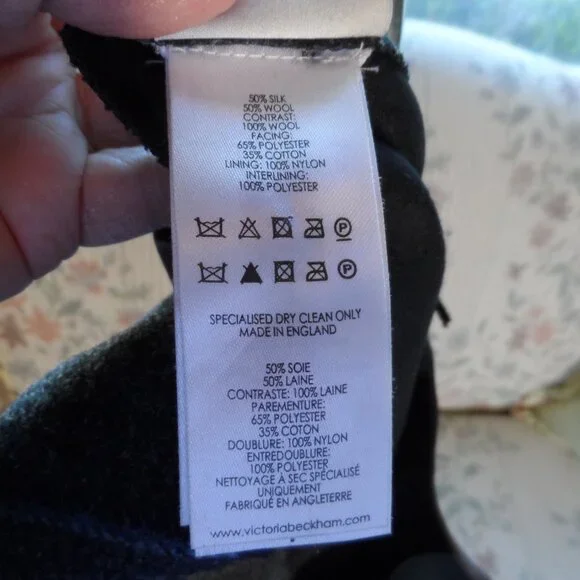 50% SILK
50% WOOL
CONTRAST:
100% WOOL
FACING:
65% POLYESTER
35% COTTON
LINING: 100% NYLON
INTERLINING:
100% POLYESTER
P
P
SPECIALISED DRY CLEAN ONLY
MADE IN ENGLAND
50% SOIE
50% LAINE
CONTRASTE: 100% LAINE
PAREMENTURE:
65% POLYESTER
35% COTON
DOUBLURE: 100% NYLON
ENTREDOUBLURE:
100% POLYESTER
NETTOYAGE À SEC SPÉCIALISÉ
UNIQUEMENT
FABRIQUÉ EN ANGLETERRE
www.victoriabeckham.com